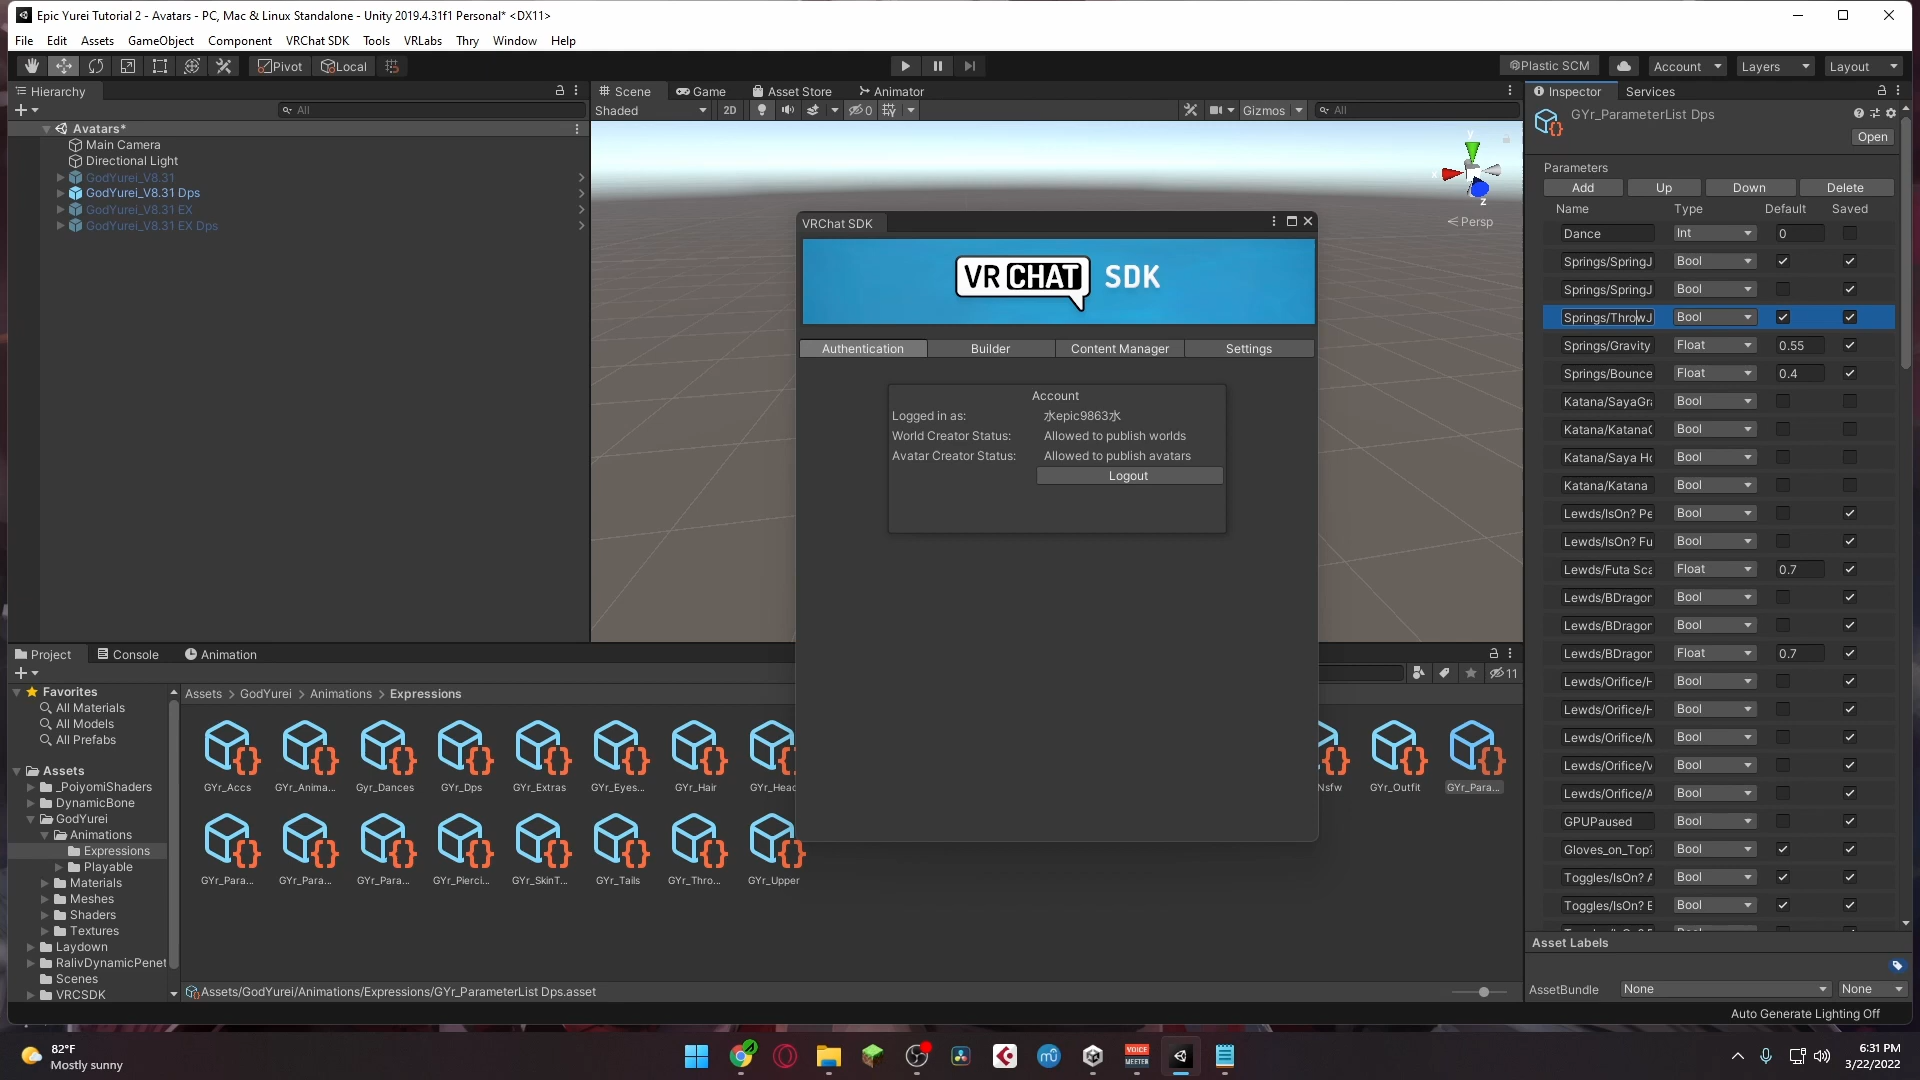 Epic Yurei Tutorial 2 - Avatars - PC, Mac & Linux Standalone - Unity 2019.4.31f1 Personal* <DX11>
File Edit Assets GameObject Component VRChat SDK Tools VRLabs Thry Window Help
Pivot Local Plastic SCM Account Layers Layout
Hierarchy Scene Game Asset Store Animator Inspector Services
All Shaded 2D 0 Gizmos All
GYr_ParameterList Dps
Open
Avatars*
Main Camera
Directional Light
GodYurei_V8.31
GodYurei_V8.31 Dps
GodYurei_V8.31 EX
GodYurei_V8.31 EX Dps
y
x
z
Persp
VRChat SDK
VR CHAT SDK
Authentication Builder Content Manager Settings
Account
Logged in as: 水epic9863水
World Creator Status: Allowed to publish worlds
Avatar Creator Status: Allowed to publish avatars
Logout
Parameters
Add Up Down Delete
Name Type Default Saved
Dance Int 0
Springs/SpringJ Bool
Springs/SpringJ Bool
Springs/ThrowJ Bool
Springs/Gravity Float 0.55
Springs/Bounce Float 0.4
Katana/SayaGra Bool
Katana/KatanaG Bool
Katana/Saya Ho Bool
Katana/Katana Bool
Lewds/IsOn? Pe Bool
Lewds/IsOn? Fu Bool
Lewds/Futa Sca Float 0.7
Lewds/BDragon Bool
Lewds/BDragon Bool
Lewds/BDragon Float 0.7
Lewds/Orifice/H Bool
Lewds/Orifice/H Bool
Lewds/Orifice/M Bool
Lewds/Orifice/V Bool
Lewds/Orifice/A Bool
GPUPaused Bool
Gloves_on_Top? Bool
Toggles/IsOn? A Bool
Toggles/IsOn? E Bool
Asset Labels
AssetBundle None None
Auto Generate Lighting Off
Project Console Animation
11
Favorites
All Materials
All Models
All Prefabs
Assets
_PoiyomiShaders
DynamicBone
GodYurei
Animations
Expressions
Playable
Materials
Meshes
Shaders
Textures
Laydown
RalivDynamicPenet
Scenes
VRCSDK
Assets > GodYurei > Animations > Expressions
GYr_Accs GYr_Anima... Gyr_Dances GYr_Dps GYr_Extras GYr_Eyes... GYr_Hair GYr_Head Nsfw GYr_Outfit GYr_Para...
GYr_Para... GYr_Para... GYr_Para... GYr_Pierci... GYr_SkinT... GYr_Tails GYr_Thro... GYr_Upper
Assets/GodYurei/Animations/Expressions/GYr_ParameterList Dps.asset
82°F
Mostly sunny
VOICE
MEETER
6:31 PM
3/22/2022